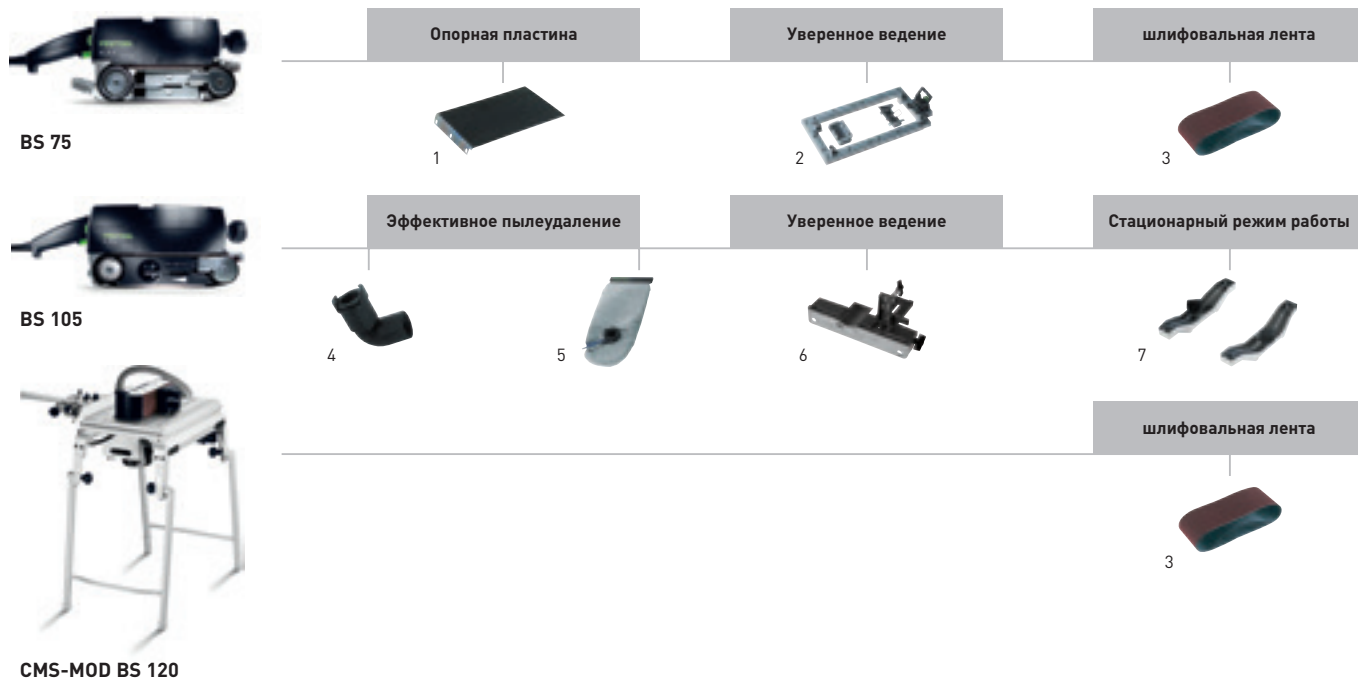 Опорная пластина
Уверенное ведение
шлифовальная лента
BS 75
1
2
3
Эффективное пылеудаление
Уверенное ведение
Стационарный режим работы
BS 105
4
5
6
7
шлифовальная лента
3
CMS-MOD BS 120